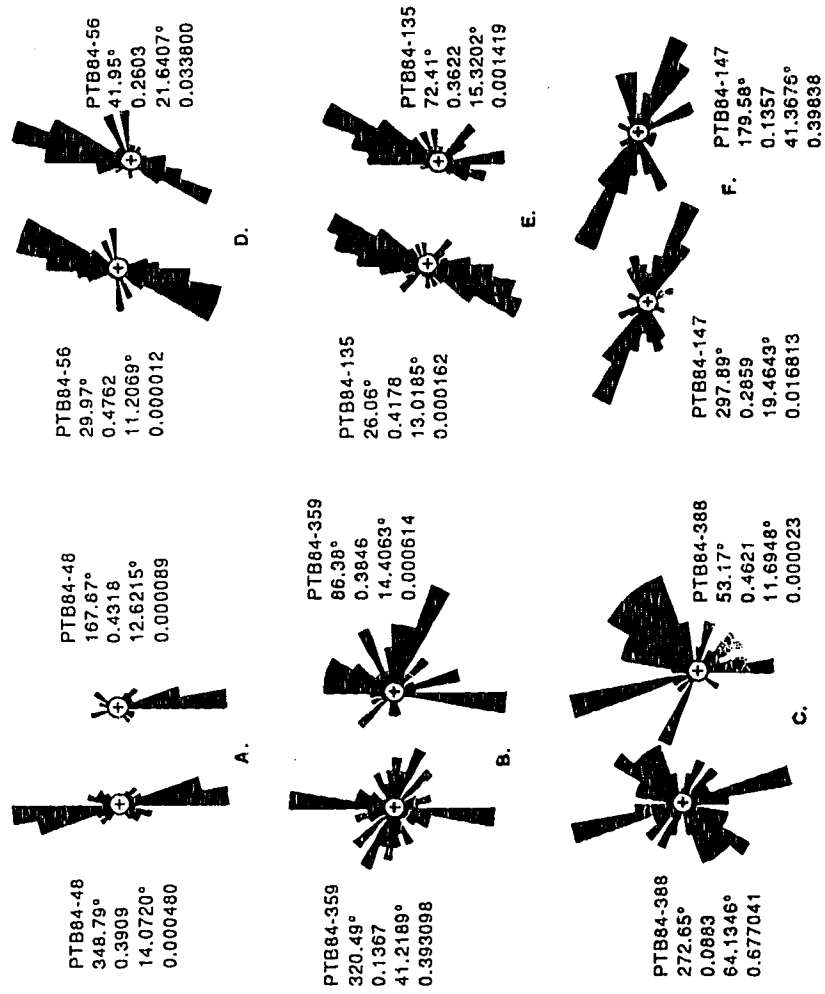 PTB84-48
348.79°
0.3909
14.0720°
0.000480
PTB84-48
167.87°
0.4318
12.6215°
0.000089
A.
PTB84-359
320.49°
0.1367
41.2189°
0.393098
PTB84-359
86.38°
0.3846
14.4063°
0.000614
B.
PTB84-388
272.65°
0.0883
64.1346°
0.677041
PTB84-388
53.17°
0.4621
11.6948°
0.000023
C.
PTB84-56
29.97°
0.4762
11.2069°
0.000012
PTB84-56
41.95°
0.2603
21.6407°
0.033800
D.
PTB84-135
26.06°
0.4178
13.0185°
0.000162
PTB84-135
72.41°
0.3622
15.3202°
0.001419
E.
PTB84-147
297.89°
0.2859
19.4643°
0.016813
PTB84-147
179.58°
0.1357
41.3676°
0.39838
F.